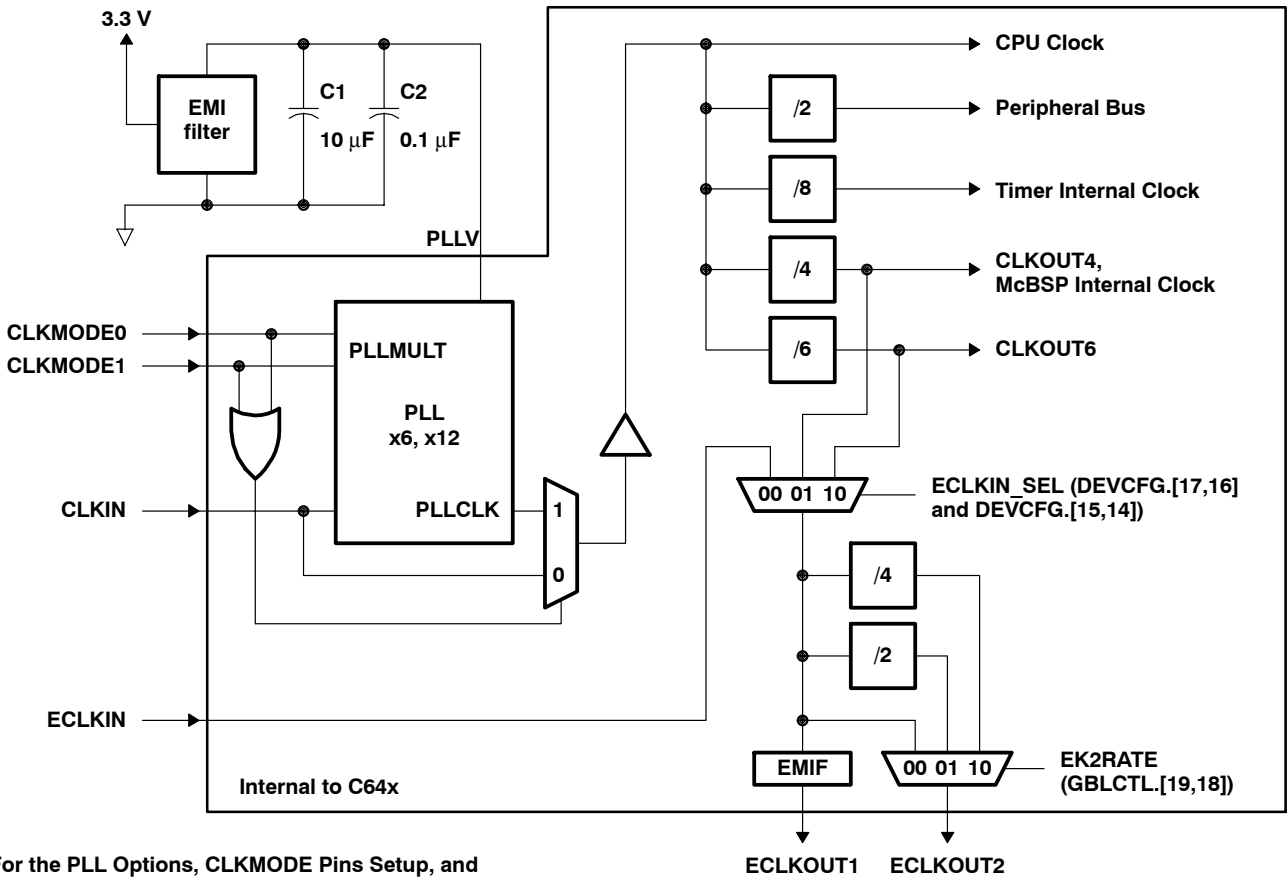 3.3 V
CPU Clock
C1
C2
EMI
filter
/2
Peripheral Bus
10 μF
0.1 μF
/8
Timer Internal Clock
PLLV
/4
CLKOUT4,
McBSP Internal Clock
CLKMODE0
PLLMULT
/6
CLKOUT6
CLKMODE1
PLL
x6, x12
00 01 10
ECLKIN_SEL (DEVCFG.[17,16]
and DEVCFG.[15,14])
CLKIN
PLLCLK
1
0
/4
/2
ECLKIN
EMIF
00 01 10
EK2RATE
(GBLCTL.[19,18])
Internal to C64x
ECLKOUT1
ECLKOUT2
For the PLL Options, CLKMODE Pins Setup, and